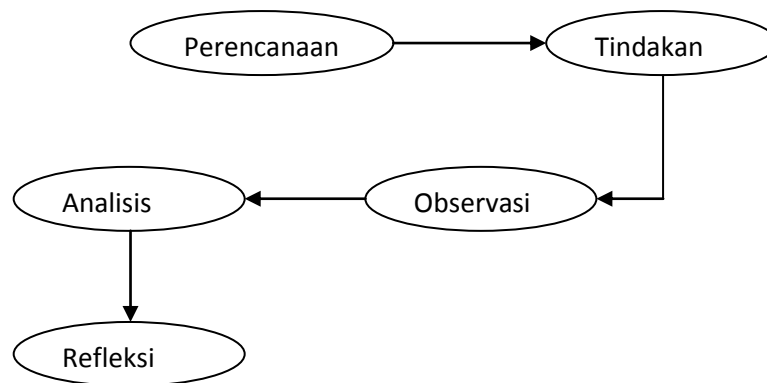 Perencanaan
Tindakan
Observasi
Analisis
Refleksi